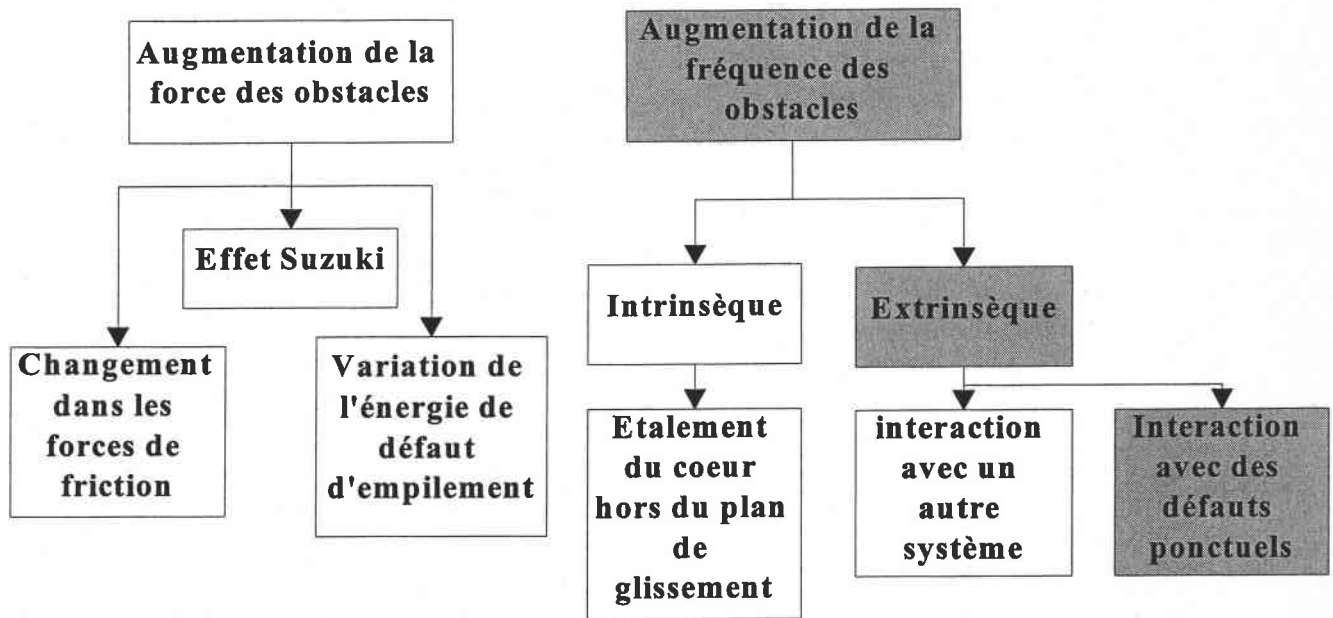 Augmentation de la
force des obstacles
Augmentation de la
fréquence des
obstacles
Effet Suzuki
Changement
dans les
forces de
friction
Variation de
l'énergie de
défaut
d'empilement
Intrinsèque
Extrinsèque
Etalement
du coeur
hors du plan
de
glissement
interaction
avec un
autre
système
Interaction
avec des
défauts
ponctuels